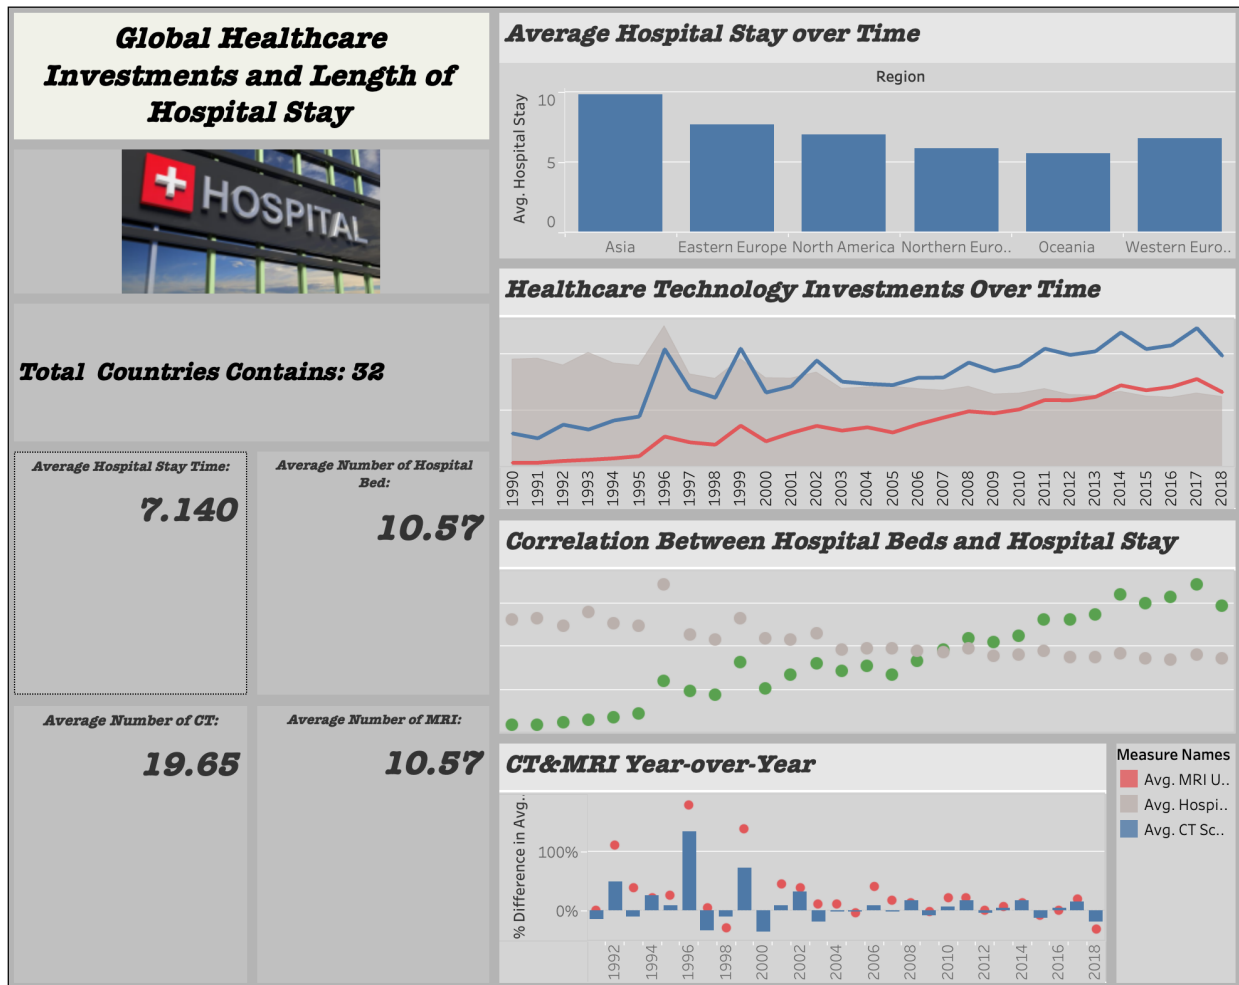 Global Healthcare
Investments and Length of
Hospital Stay
HOSPITAL
Total Countries Contains: 32
Average Hospital Stay Time:
7.140
Average Number of Hospital
Bed:
10.57
Average Number of CT:
19.65
Average Number of MRI:
10.57
Average Hospital Stay over Time
Region
Avg. Hospital Stay
10
5
0
Asia Eastern Europe North America Northern Euro.. Oceania Western Euro..
Healthcare Technology Investments Over Time
1990 1991 1992 1993 1994 1995 1996 1997 1998 1999 2000 2001 2002 2003 2004 2005 2006 2007 2008 2009 2010 2011 2012 2013 2014 2015 2016 2017 2018
Correlation Between Hospital Beds and Hospital Stay
CT&MRI Year-over-Year
% Difference in Avg..
100%
0%
1992 1994 1996 1998 2000 2002 2004 2006 2008 2010 2012 2014 2016 2018
Measure Names
Avg. MRI U..
Avg. Hospi..
Avg. CT Sc..